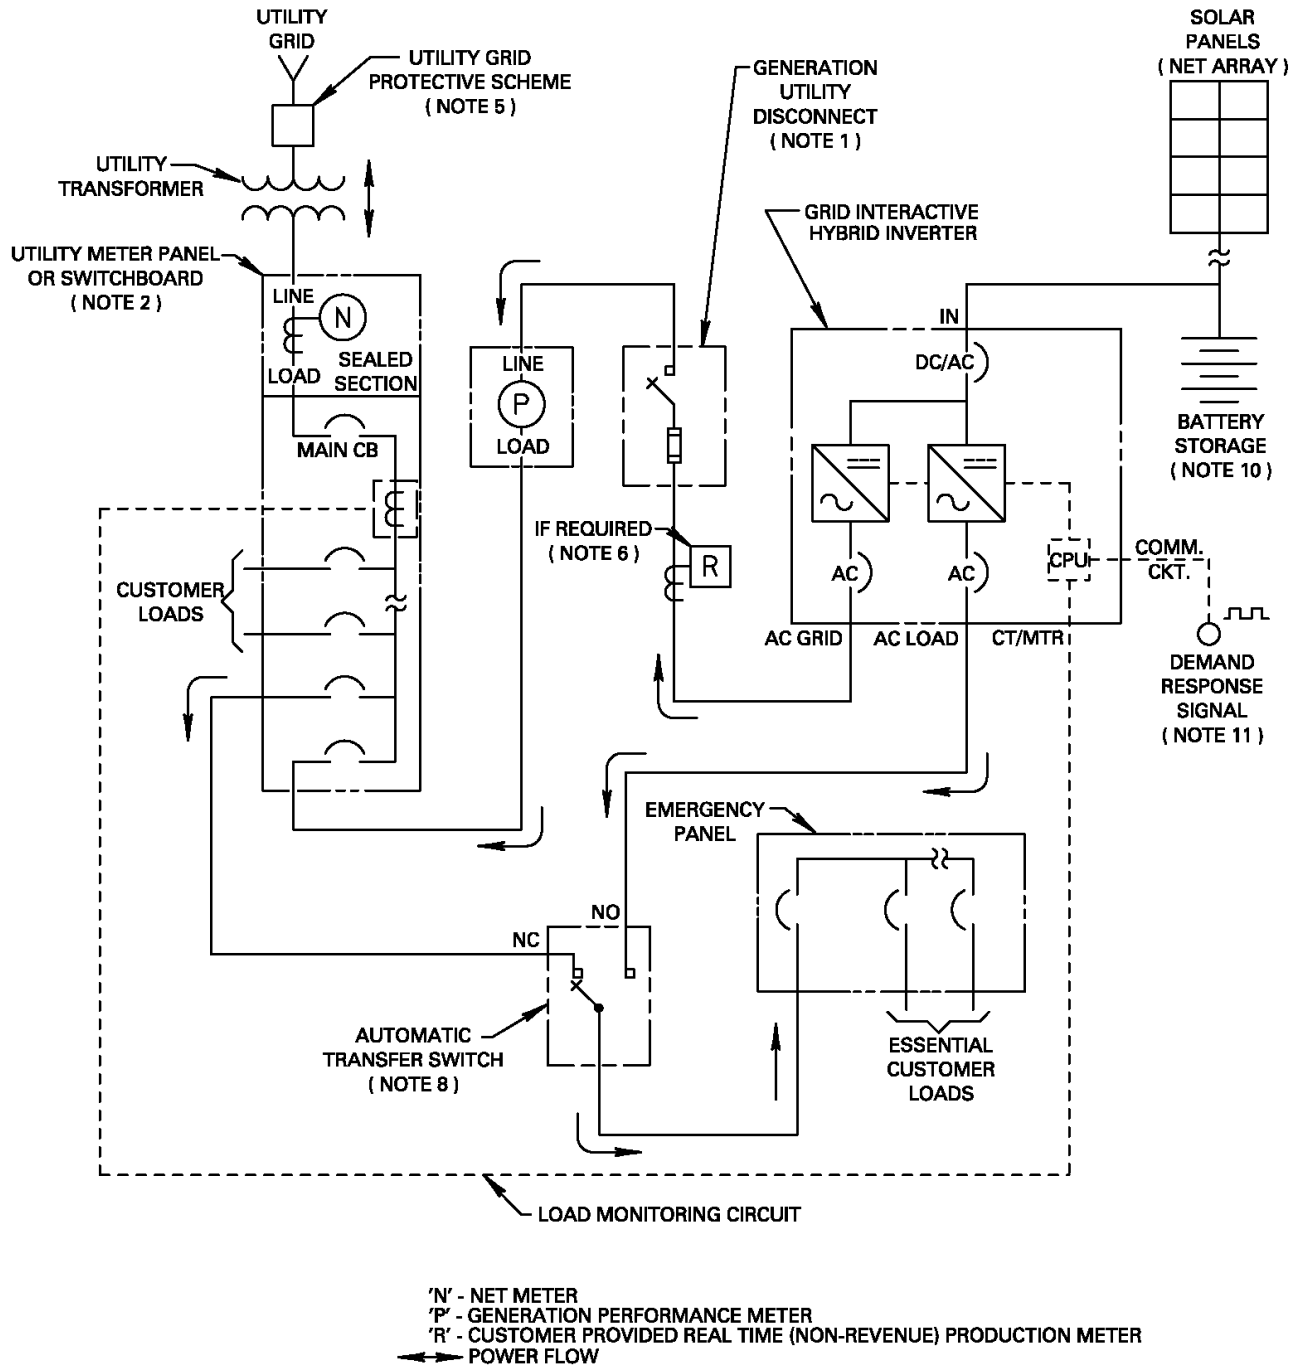 UTILITY
GRID
UTILITY GRID
PROTECTIVE SCHEME
( NOTE 5 )
UTILITY
TRANSFORMER
UTILITY METER PANEL
OR SWITCHBOARD
( NOTE 2 )
LINE
N
LOAD
SEALED
SECTION
MAIN CB
CUSTOMER
LOADS
LINE
P
LOAD
GENERATION
UTILITY
DISCONNECT
( NOTE 1 )
IF REQUIRED
( NOTE 6 )
R
GRID INTERACTIVE
HYBRID INVERTER
SOLAR
PANELS
( NET ARRAY )
IN
DC/AC
BATTERY
STORAGE
( NOTE 10 )
AC
AC
CPU
COMM.
CKT.
AC GRID
AC LOAD
CT/MTR
DEMAND
RESPONSE
SIGNAL
( NOTE 11 )
EMERGENCY
PANEL
NO
NC
AUTOMATIC
TRANSFER SWITCH
( NOTE 8 )
ESSENTIAL
CUSTOMER
LOADS
LOAD MONITORING CIRCUIT
'N' - NET METER
'P' - GENERATION PERFORMANCE METER
'R' - CUSTOMER PROVIDED REAL TIME (NON-REVENUE) PRODUCTION METER
POWER FLOW